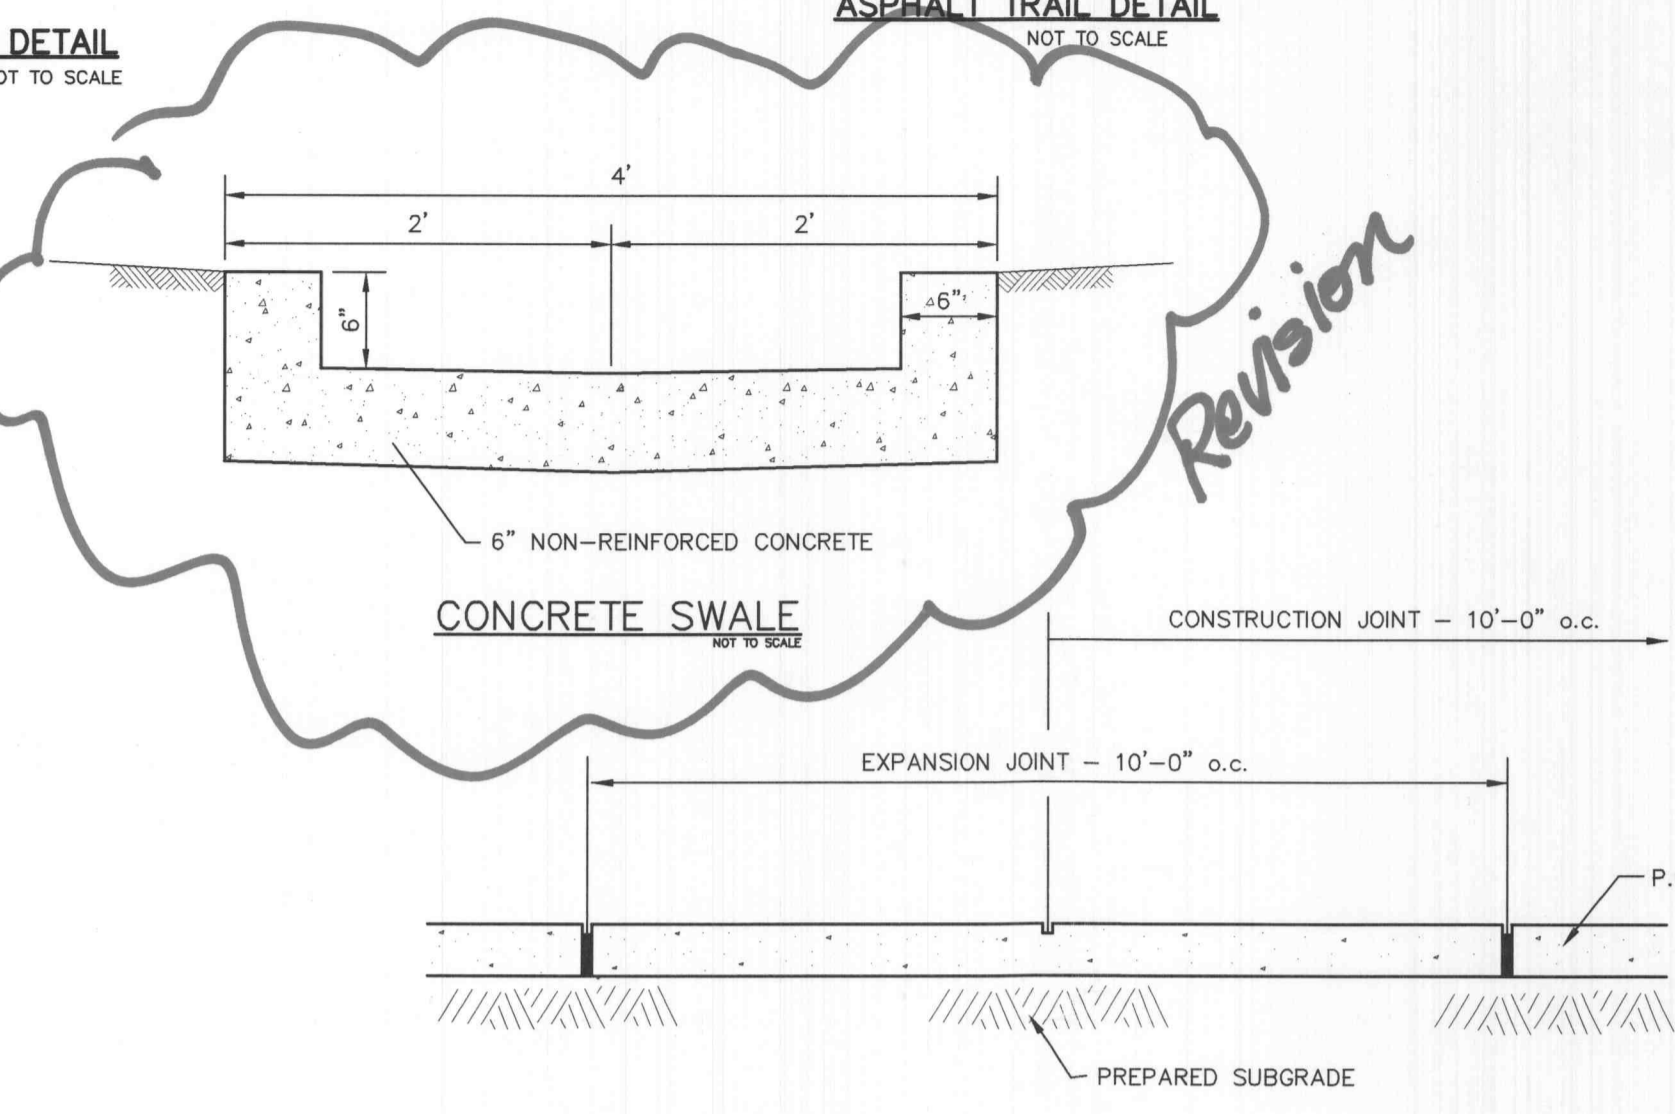 ASPHALT TRAIL DETAIL
NOT TO SCALE
DETAIL
OT TO SCALE
4'
2'
2'
6"
6"
6" NON-REINFORCED CONCRETE
CONCRETE SWALE
NOT TO SCALE
Revision
CONSTRUCTION JOINT - 10'-0" o.c.
EXPANSION JOINT - 10'-0" o.c.
P.
PREPARED SUBGRADE